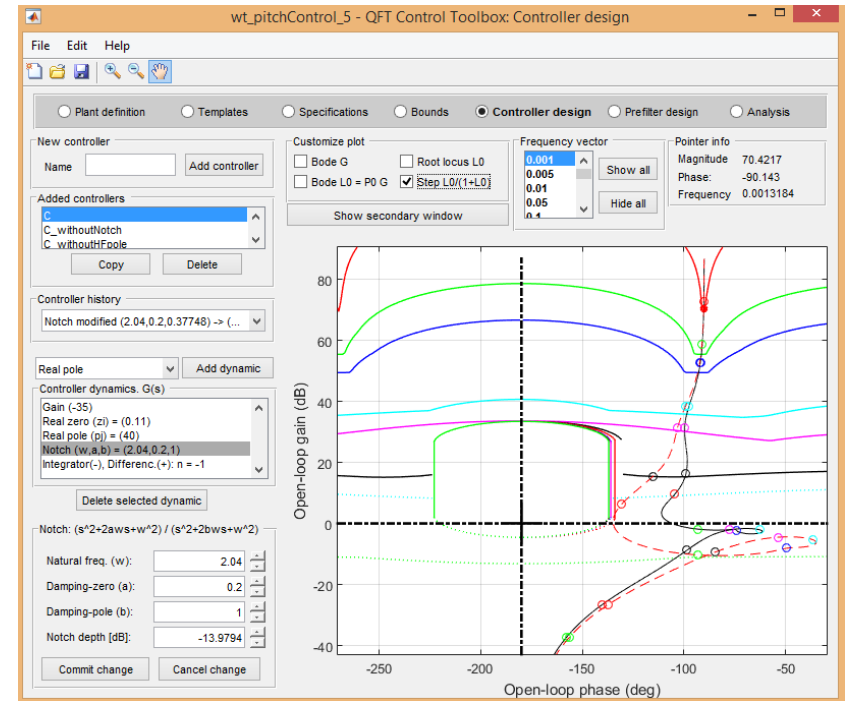 wt_pitchControl_5 - QFT Control Toolbox: Controller design
File Edit Help
Plant definition Templates Specifications Bounds Controller design Prefilter design Analysis
New controller
Name Add controller
Added controllers
C
C_withoutNotch
C_withoutHFpole
Copy Delete
Controller history
Notch modified (2.04,0.2,0.37748) -> (...
Real pole Add dynamic
Controller dynamics. G(s)
Gain (-35)
Real zero (zi) = (0.11)
Real pole (pj) = (40)
Notch (w,a,b) = (2.04,0.2,1)
Integrator(-), Differenc.(+): n = -1
Delete selected dynamic
Notch: (s^2+2aws+w^2) / (s^2+2bws+w^2)
Natural freq. (w): 2.04
Damping-zero (a): 0.2
Damping-pole (b): 1
Notch depth [dB]: -13.9794
Commit change Cancel change
Customize plot
Bode G Root locus L0
Bode L0 = P0 G Step L0/(1+L0)
Show secondary window
Frequency vector
0.001
0.005
0.01
0.05
0.1
Show all
Hide all
Pointer info
Magnitude 70.4217
Phase: -90.143
Frequency 0.0013184
Open-loop gain (dB)
80
60
40
20
0
-20
-40
-250 -200 -150 -100 -50
Open-loop phase (deg)